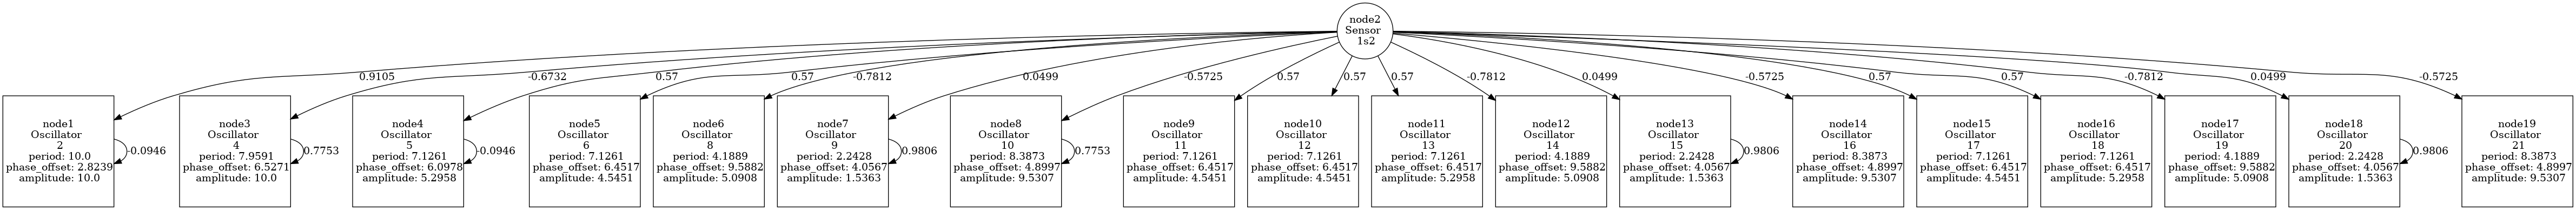 node2
Sensor
1s2
0.9105
-0.6732
0.57
0.57
-0.7812
0.0499
-0.5725
0.57
0.57
0.57
-0.7812
0.0499
-0.5725
0.57
0.57
-0.7812
0.0499
-0.5725
node1
Oscillator
2
period: 10.0
phase_offset: 2.8239
amplitude: 10.0
-0.0946
node3
Oscillator
4
period: 7.9591
phase_offset: 6.5271
amplitude: 10.0
0.7753
node4
Oscillator
5
period: 7.1261
phase_offset: 6.0978
amplitude: 5.2958
-0.0946
node5
Oscillator
6
period: 7.1261
phase_offset: 6.4517
amplitude: 4.5451
node6
Oscillator
8
period: 4.1889
phase_offset: 9.5882
amplitude: 5.0908
node7
Oscillator
9
period: 2.2428
phase_offset: 4.0567
amplitude: 1.5363
0.9806
node8
Oscillator
10
period: 8.3873
phase_offset: 4.8997
amplitude: 9.5307
0.7753
node9
Oscillator
11
period: 7.1261
phase_offset: 6.4517
amplitude: 4.5451
node10
Oscillator
12
period: 7.1261
phase_offset: 6.4517
amplitude: 4.5451
node11
Oscillator
13
period: 7.1261
phase_offset: 6.4517
amplitude: 5.2958
node12
Oscillator
14
period: 4.1889
phase_offset: 9.5882
amplitude: 5.0908
node13
Oscillator
15
period: 2.2428
phase_offset: 4.0567
amplitude: 1.5363
0.9806
node14
Oscillator
16
period: 8.3873
phase_offset: 4.8997
amplitude: 9.5307
node15
Oscillator
17
period: 7.1261
phase_offset: 6.4517
amplitude: 4.5451
node16
Oscillator
18
period: 7.1261
phase_offset: 6.4517
amplitude: 5.2958
node17
Oscillator
19
period: 4.1889
phase_offset: 9.5882
amplitude: 5.0908
node18
Oscillator
20
period: 2.2428
phase_offset: 4.0567
amplitude: 1.5363
0.9806
node19
Oscillator
21
period: 8.3873
phase_offset: 4.8997
amplitude: 9.5307